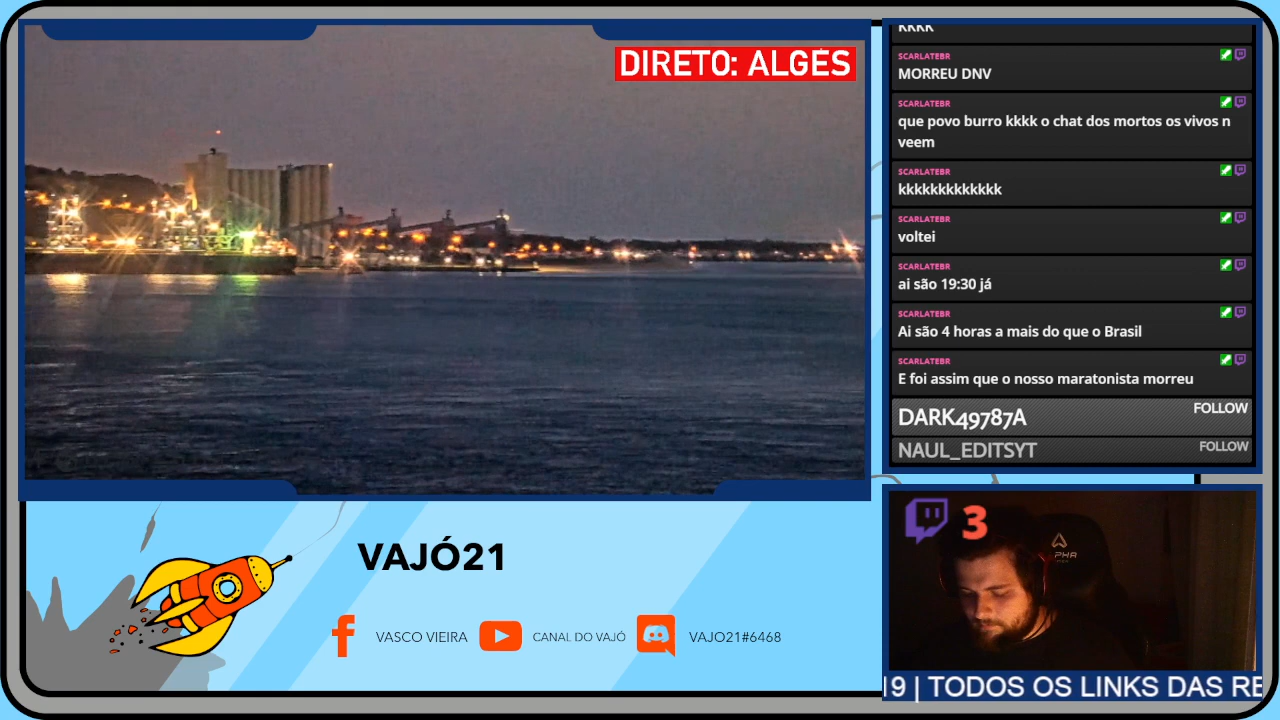 DIRETO: ALGÉS
KKKK
SCARLATEBR
MORREU DNV
SCARLATEBR
que povo burro kkkk o chat dos mortos os vivos n
veem
SCARLATEBR
kkkkkkkkkkkkk
SCARLATEBR
voltei
SCARLATEBR
ai são 19:30 já
SCARLATEBR
Ai são 4 horas a mais do que o Brasil
SCARLATEBR
E foi assim que o nosso maratonista morreu
DARK49787A FOLLOW
NAUL_EDITSYT FOLLOW
VAJÓ21
VASCO VIEIRA
CANAL DO VAJÓ
VAJO21#6468
3
19 | TODOS OS LINKS DAS RE